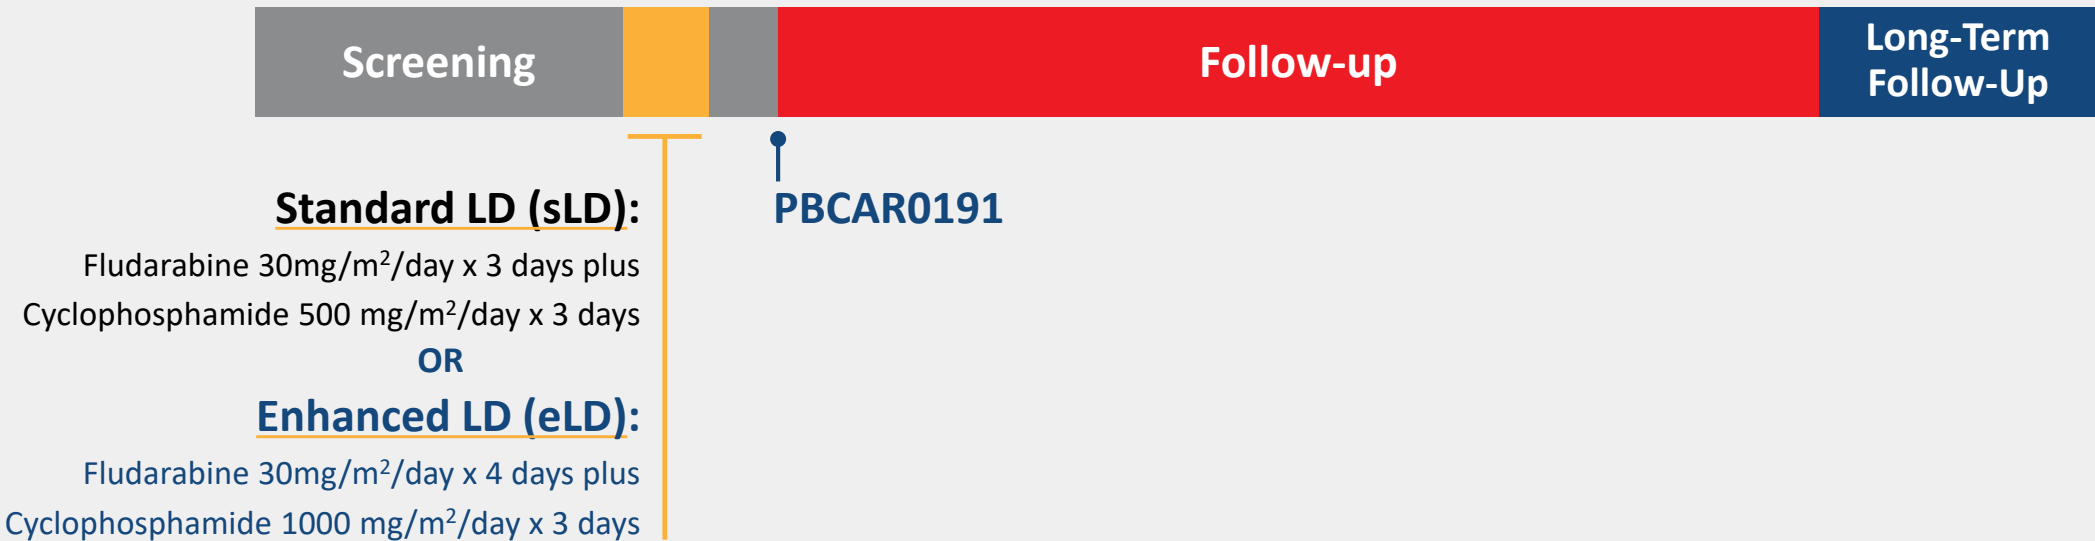 Screening
Follow-up
Long-Term
Follow-Up
Standard LD (sLD):
Fludarabine 30mg/m²/day x 3 days plus
Cyclophosphamide 500 mg/m²/day x 3 days
OR
Enhanced LD (eLD):
Fludarabine 30mg/m²/day x 4 days plus
Cyclophosphamide 1000 mg/m²/day x 3 days
PBCAR0191